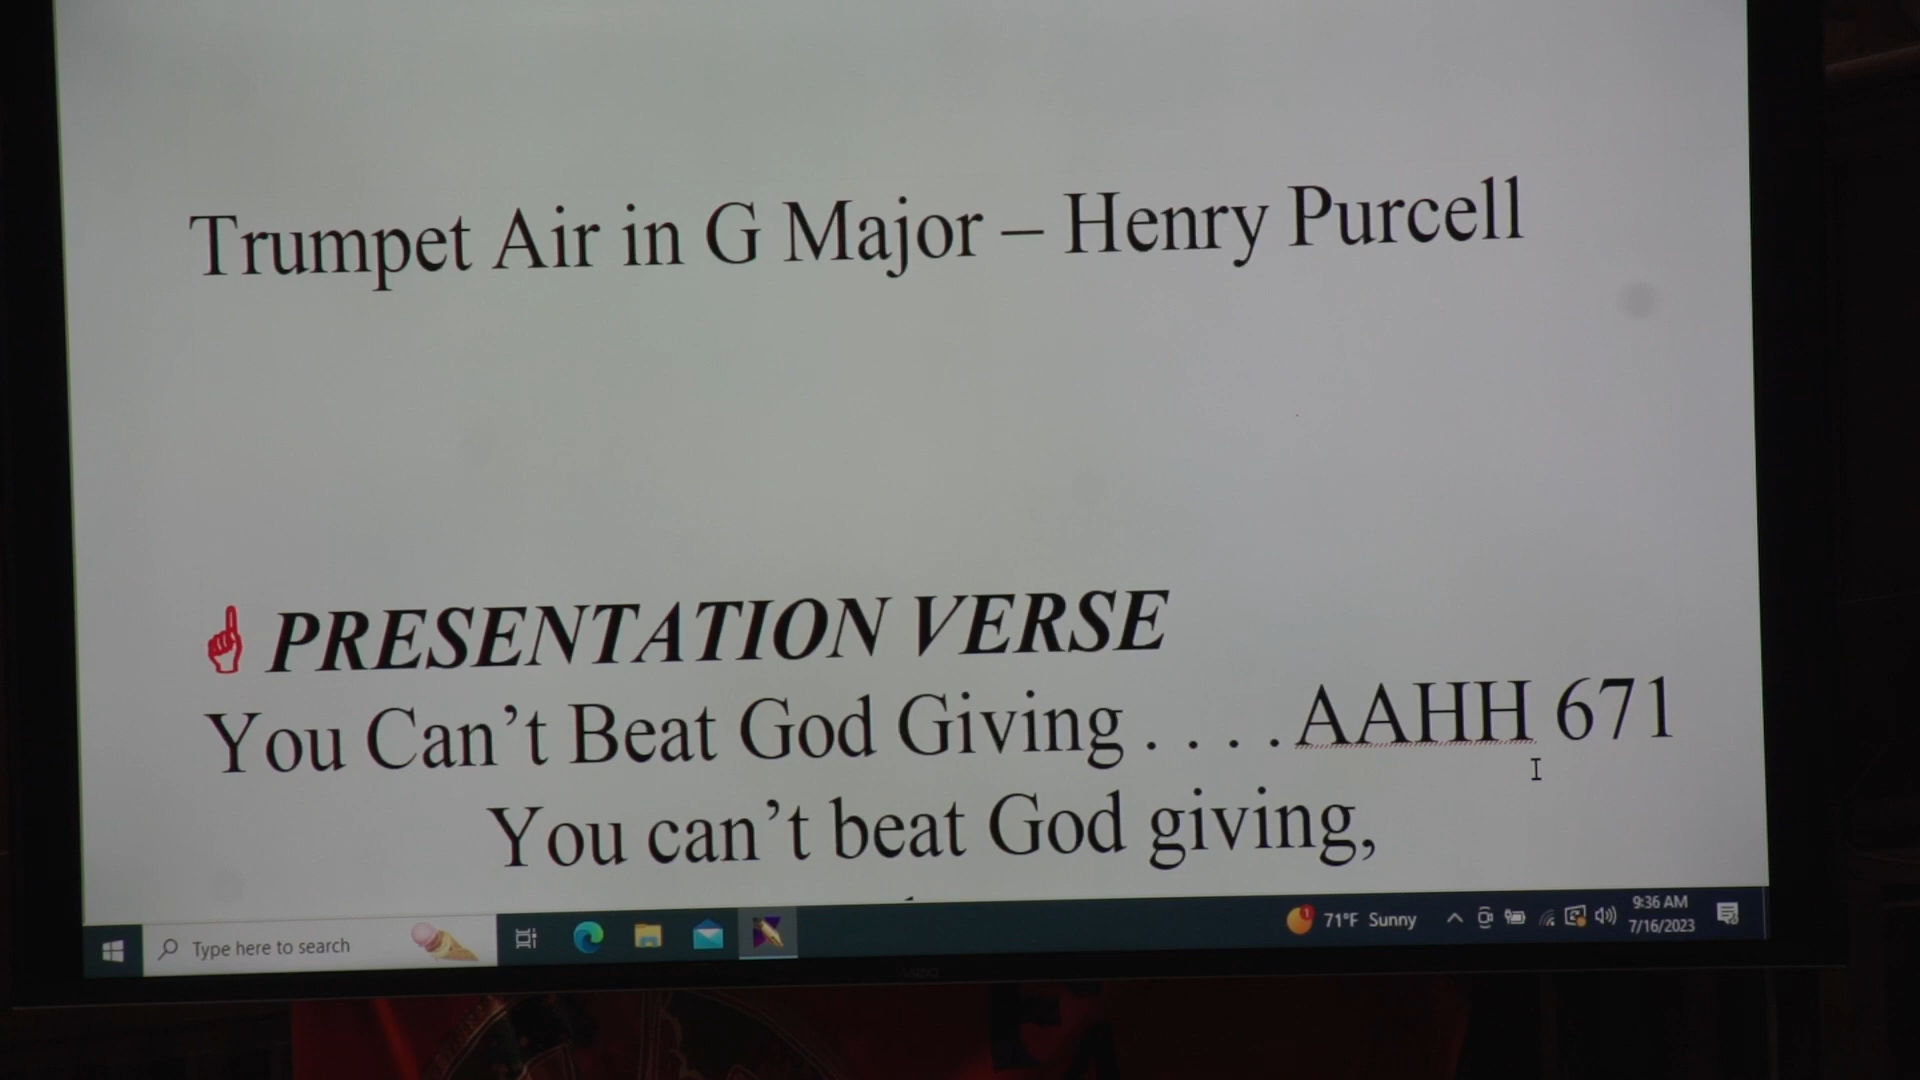 Trumpet Air in G Major – Henry Purcell
PRESENTATION VERSE
You Can’t Beat God Giving . . . . AAHH 671
You can’t beat God giving,
Type here to search
71°F Sunny
9:36 AM
7/16/2023
VIZIO